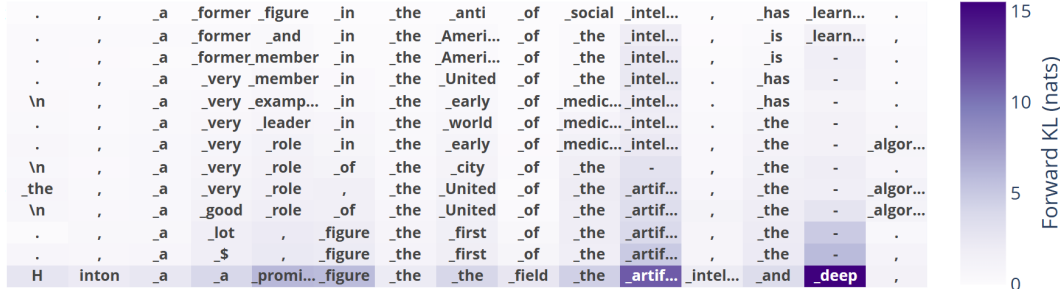 . , _a _former _figure _in _the _anti _of _social _intel... , _has _learn... .
. , _a _former _and _in _the _Ameri... _of _the _intel... , _is _learn... ,
. , _a _former _member _in _the _Ameri... _of _the _intel... , _is - .
. , _a _very _member _in _the _United _of _the _intel... . _has - .
\n , _a _very _examp... _in _the _early _of _medic... _intel... , _has - .
. , _a _very _leader _in _the _world _of _medic... _intel... . _the - .
. , _a _very _role _in _the _early _of _medic... _intel... , _the - _algor...
\n , _a _very _role _of _the _city _of _the - , _the - .
_the , _a _very _role , _the _United _of _the _artif... , _the - _algor...
\n , _a _good _role _of _the _United _of _the _artif... , _the - _algor...
. , _a _lot , _figure _the _first _of _the _artif... , _the - .
. , _a _$ , _figure _the _first _of _the _artif... , _the - ,
H inton _a _a _promi... _figure _the _the _field _the _artif... _intel... _and _deep ,
15
10
5
0
Forward KL (nats)